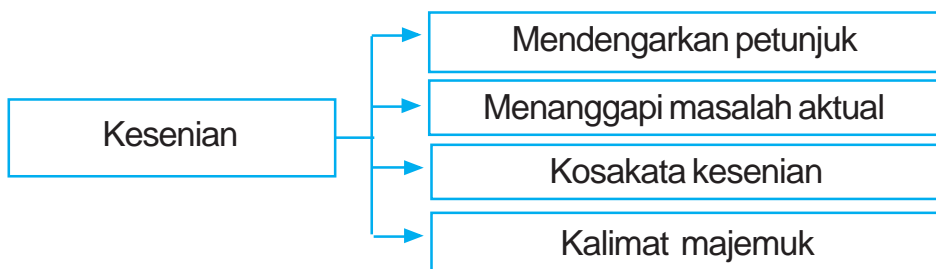 Mendengarkan petunjuk
Menanggapi masalah aktual
Kesenian
Kosakata kesenian
Kalimat majemuk